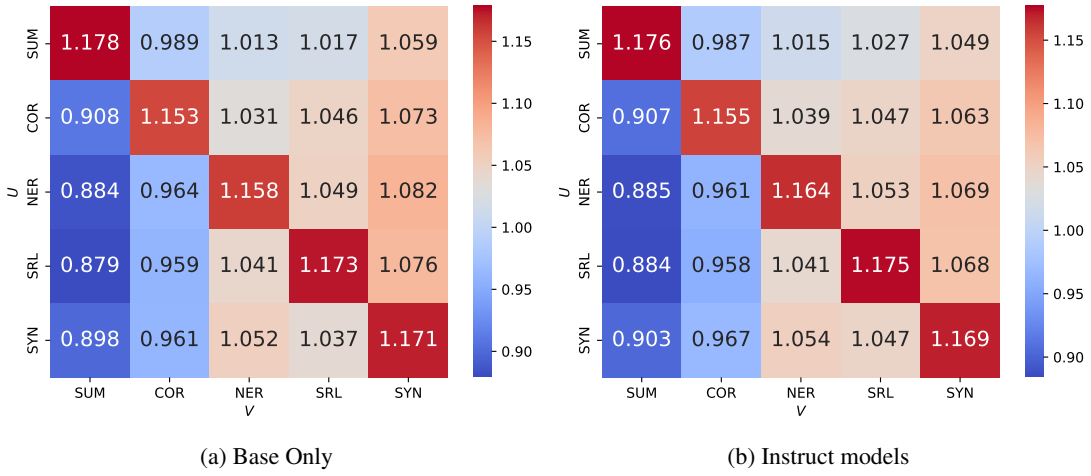 SUM 1.178 0.989 1.013 1.017 1.059
COR 0.908 1.153 1.031 1.046 1.073
NER 0.884 0.964 1.158 1.049 1.082
SRL 0.879 0.959 1.041 1.173 1.076
SYN 0.898 0.961 1.052 1.037 1.171
U
SUM COR NER SRL SYN
V
1.15
1.10
1.05
1.00
0.95
0.90
(a) Base Only
SUM 1.176 0.987 1.015 1.027 1.049
COR 0.907 1.155 1.039 1.047 1.063
NER 0.885 0.961 1.164 1.053 1.069
SRL 0.884 0.958 1.041 1.175 1.068
SYN 0.903 0.967 1.054 1.047 1.169
U
SUM COR NER SRL SYN
V
1.15
1.10
1.05
1.00
0.95
0.90
(b) Instruct models